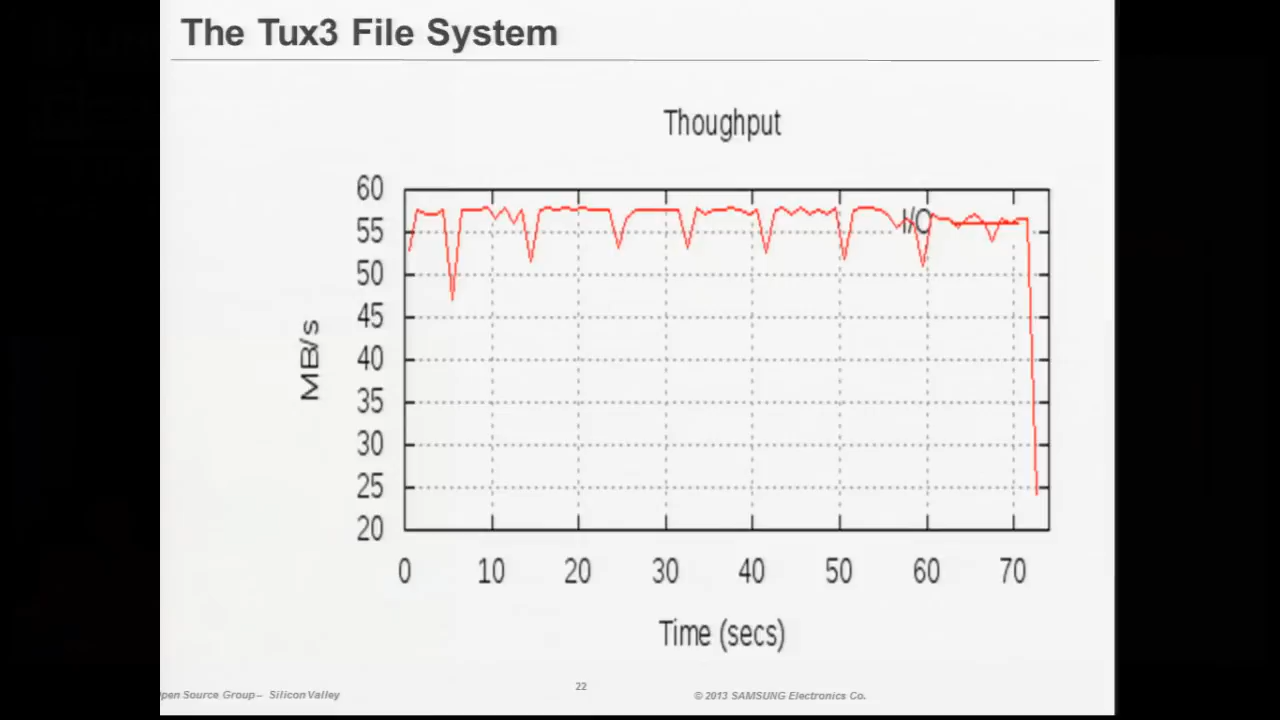 The Tux3 File System
Thoughput
60
55
50
45
40
35
30
25
20
MB/s
I/O
0 10 20 30 40 50 60 70
Time (secs)
pen Source Group – Silicon Valley
22
© 2013 SAMSUNG Electronics Co.